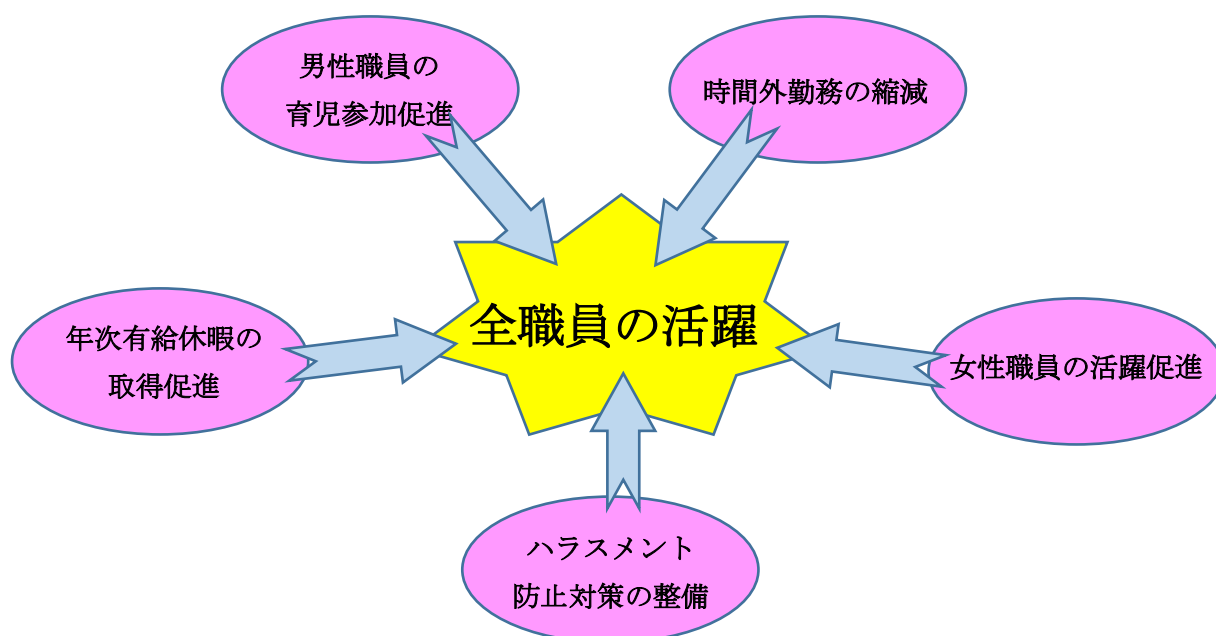 男性職員の
育児参加促進
時間外勤務の縮減
全職員の活躍
年次有給休暇の
取得促進
女性職員の活躍促進
ハラスメント
防止対策の整備